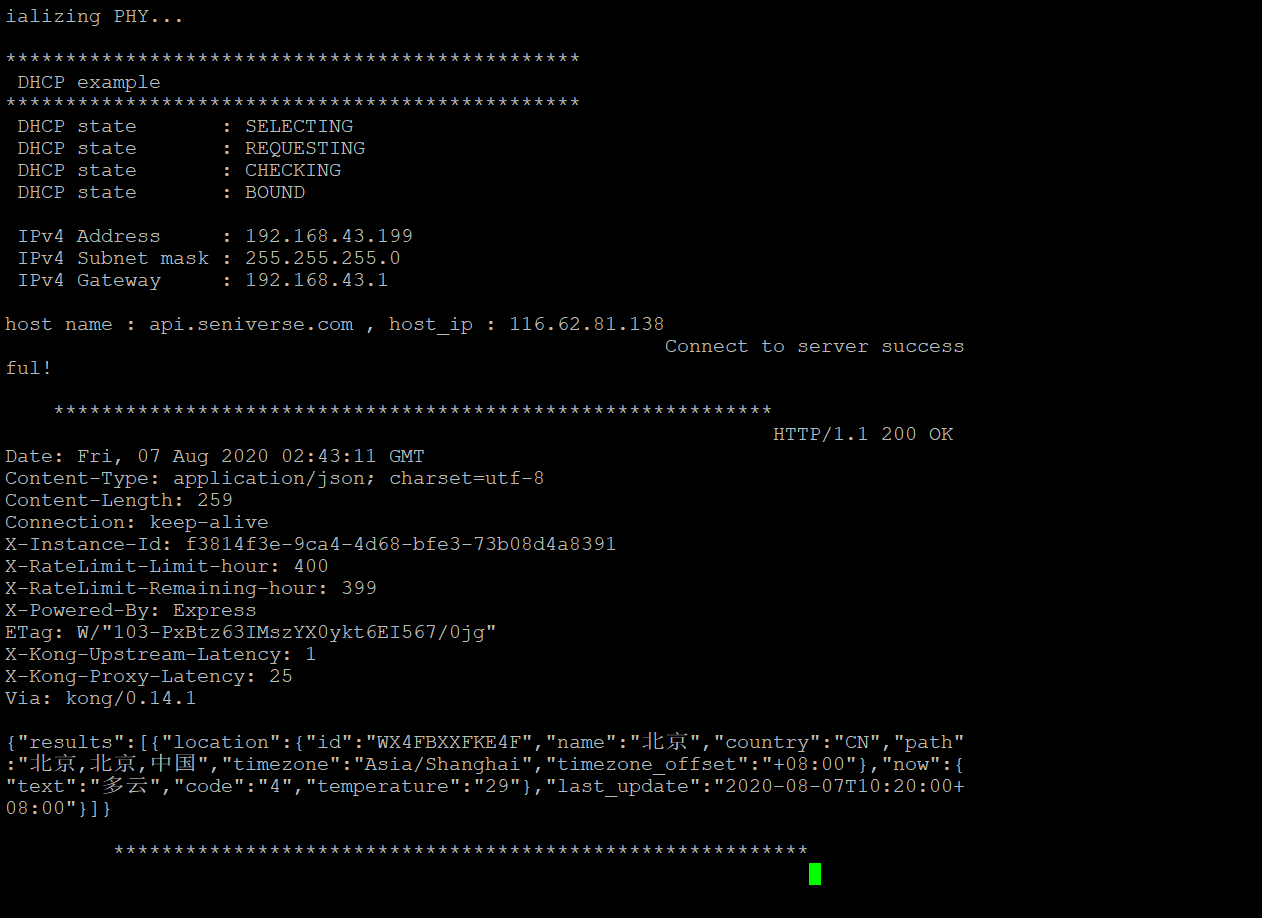 ializing PHY...
************************************************
DHCP example
************************************************
DHCP state       : SELECTING
DHCP state       : REQUESTING
DHCP state       : CHECKING
DHCP state       : BOUND
IPv4 Address     : 192.168.43.199
IPv4 Subnet mask : 255.255.255.0
IPv4 Gateway     : 192.168.43.1
host name : api.seniverse.com , host_ip : 116.62.81.138
Connect to server success
ful!
************************************************************
HTTP/1.1 200 OK
Date: Fri, 07 Aug 2020 02:43:11 GMT
Content-Type: application/json; charset=utf-8
Content-Length: 259
Connection: keep-alive
X-Instance-Id: f3814f3e-9ca4-4d68-bfe3-73b08d4a8391
X-RateLimit-Limit-hour: 400
X-RateLimit-Remaining-hour: 399
X-Powered-By: Express
ETag: W/"103-PxBtz63IMszYX0ykt6EI567/0jg"
X-Kong-Upstream-Latency: 1
X-Kong-Proxy-Latency: 25
Via: kong/0.14.1
{"results":[{"location":{"id":"WX4FBXXFKE4F","name":"北京","country":"CN","path"
:"北京,北京,中国","timezone":"Asia/Shanghai","timezone_offset":"+08:00"},"now":{
"text":"多云","code":"4","temperature":"29"},"last_update":"2020-08-07T10:20:00+
08:00"}]}
**********************************************************